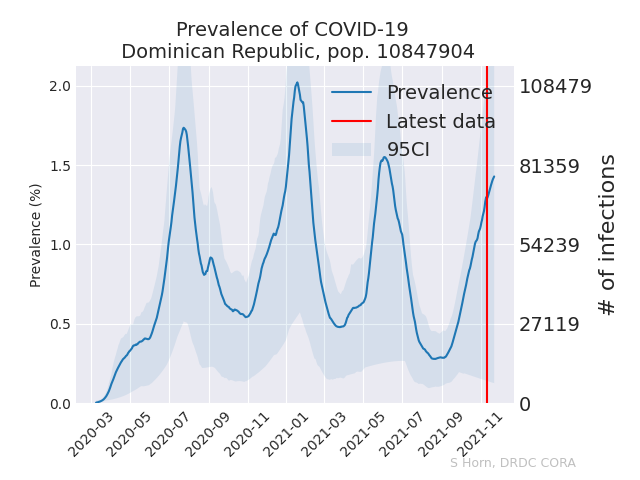 Prevalence of COVID-19
Dominican Republic, pop. 10847904
Prevalence (%)
2.0
1.5
1.0
0.5
0.0
Prevalence
Latest data
95CI
108479
81359
54239
27119
0
# of infections
2020-03
2020-05
2020-07
2020-09
2020-11
2021-01
2021-03
2021-05
2021-07
2021-09
2021-11
S Horn, DRDC CORA